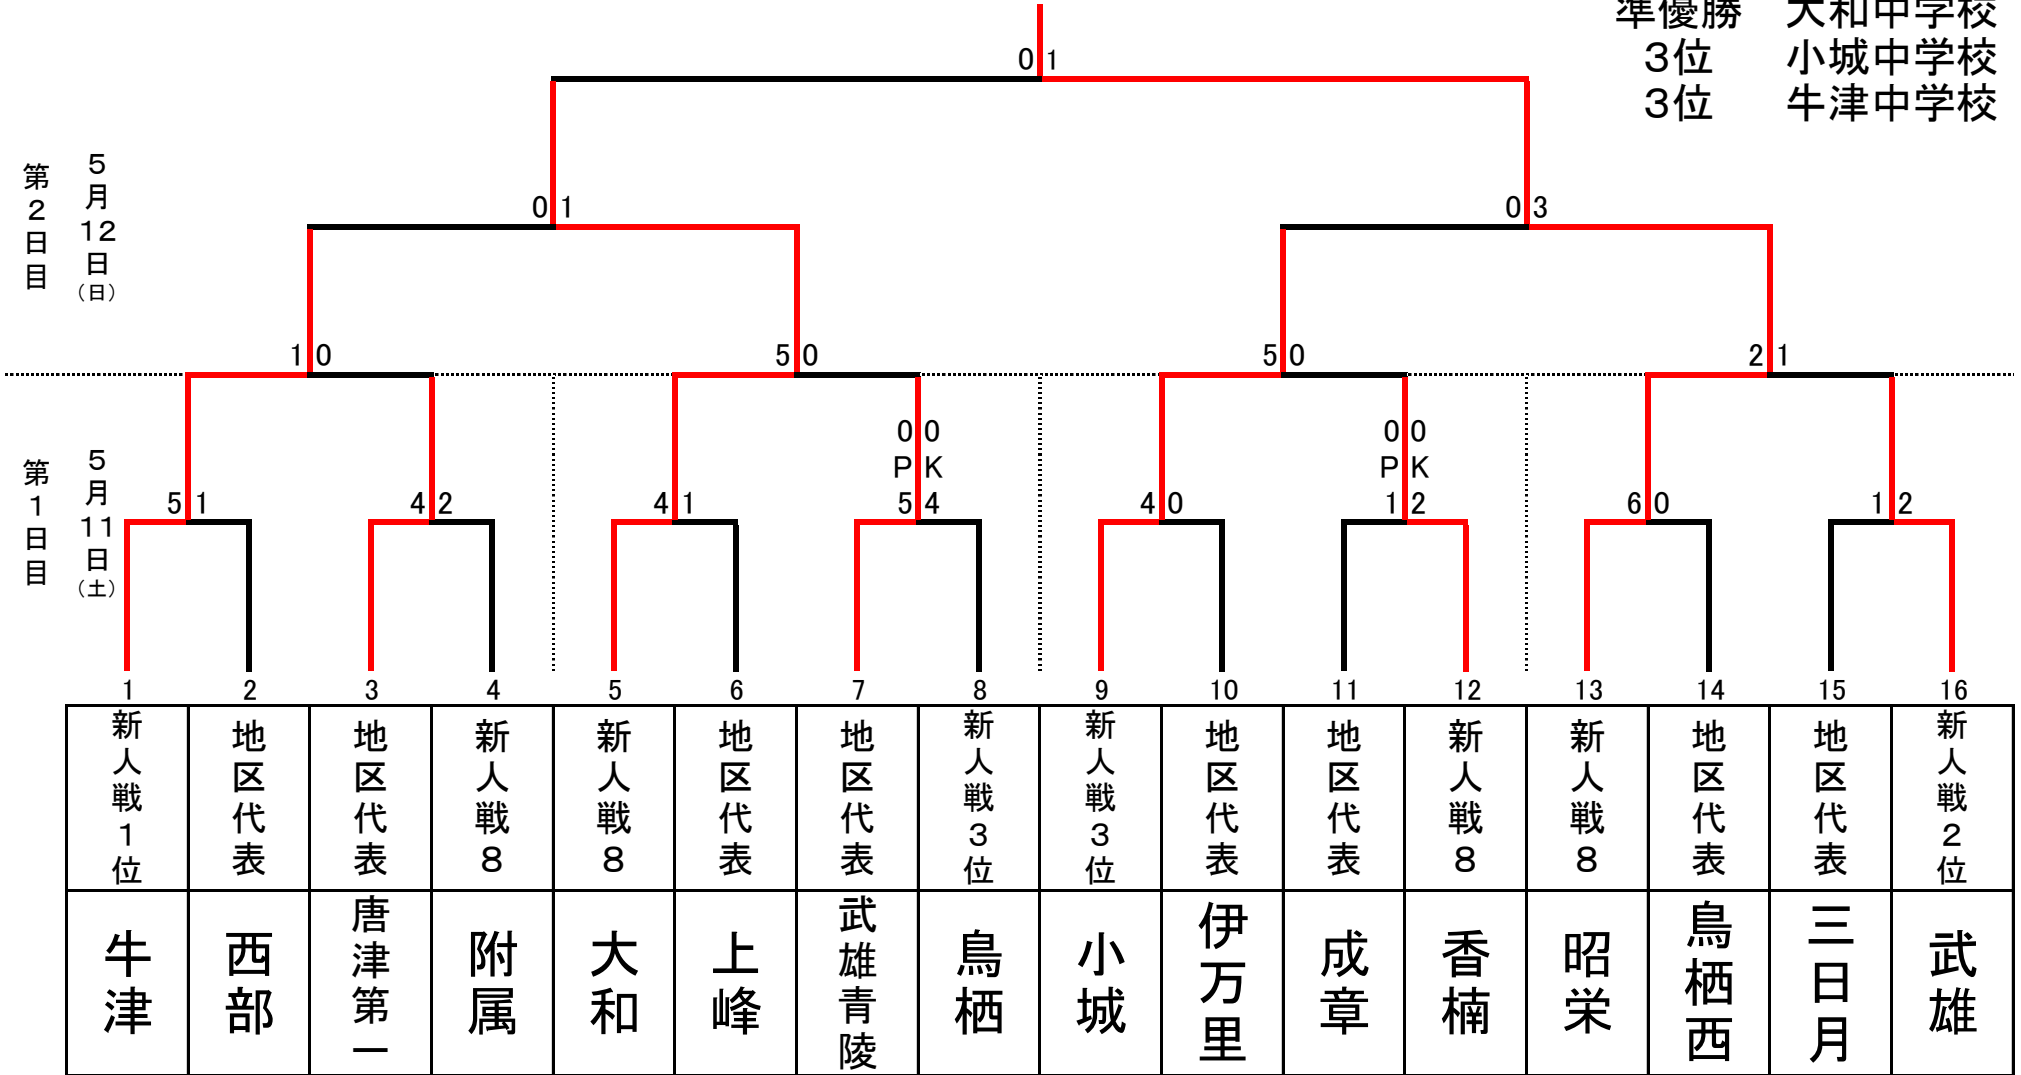 準優勝 大和中学校
3位 小城中学校
3位 牛津中学校
0 1
第2日目 5月12日(日)
0 1 0 3
1 0 5 0 5 0 2 1
第1日目 5月11日(土)
0 0 0 0
P K P K
5 1 4 2 4 1 5 4 4 0 1 2 6 0 1 2
1 2 3 4 5 6 7 8 9 10 11 12 13 14 15 16
新人戦1位 地区代表 地区代表 新人戦8 新人戦8 地区代表 地区代表 新人戦3位 新人戦3位 地区代表 地区代表 新人戦8 新人戦8 地区代表 地区代表 新人戦2位
牛津 西部 唐津第一 附属 大和 上峰 武雄青陵 鳥栖 小城 伊万里 成章 香楠 昭栄 鳥栖西 三日月 武雄